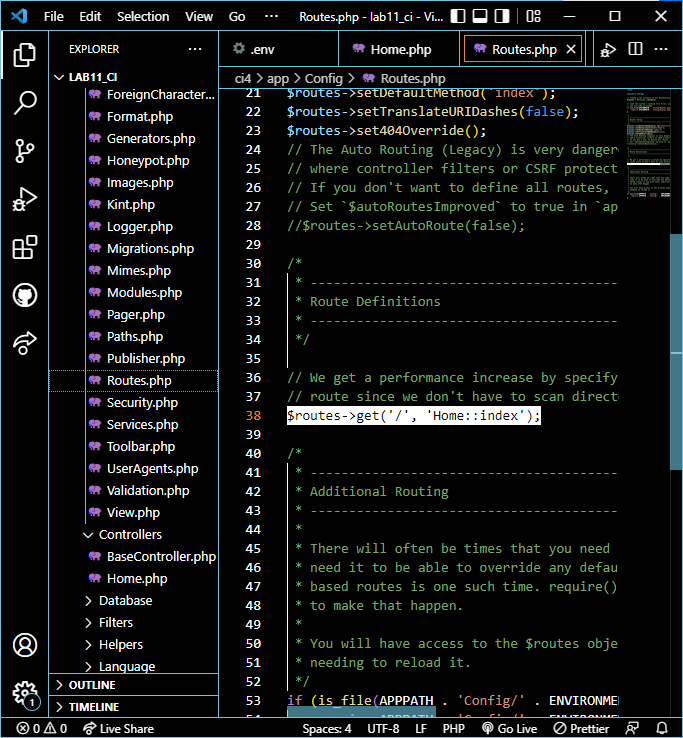 File Edit Selection View Go ··· Routes.php - lab11_ci - Vi...
EXPLORER ···
LAB11_CI
ForeignCharacter...
Format.php
Generators.php
Honeypot.php
Images.php
Kint.php
Logger.php
Migrations.php
Mimes.php
Modules.php
Pager.php
Paths.php
Publisher.php
Routes.php
Security.php
Services.php
Toolbar.php
UserAgents.php
Validation.php
View.php
Controllers
BaseController.php
Home.php
Database
Filters
Helpers
Language
OUTLINE
TIMELINE
1
.env Home.php Routes.php
ci4 > app > Config > Routes.php
21 $routes->setDefaultMethod('index');
22 $routes->setTranslateURIDashes(false);
23 $routes->set404Override();
24 // The Auto Routing (Legacy) is very danger
25 // where controller filters or CSRF protect
26 // If you don't want to define all routes,
27 // Set `$autoRoutesImproved` to true in `ap
28 //$routes->setAutoRoute(false);
29
30 /*
31 * ----------------------------------------
32 * Route Definitions
33 * ----------------------------------------
34 */
35
36 // We get a performance increase by specify
37 // route since we don't have to scan direct
38 $routes->get('/', 'Home::index');
39
40 /*
41 * ----------------------------------------
42 * Additional Routing
43 * ----------------------------------------
44 *
45 * There will often be times that you need
46 * need it to be able to override any defau
47 * based routes is one such time. require()
48 * to make that happen.
49 *
50 * You will have access to the $routes obje
51 * needing to reload it.
52 */
53 if (is_file(APPPATH . 'Config/' . ENVIRONME
0 0 Live Share Spaces: 4 UTF-8 LF PHP Go Live Prettier